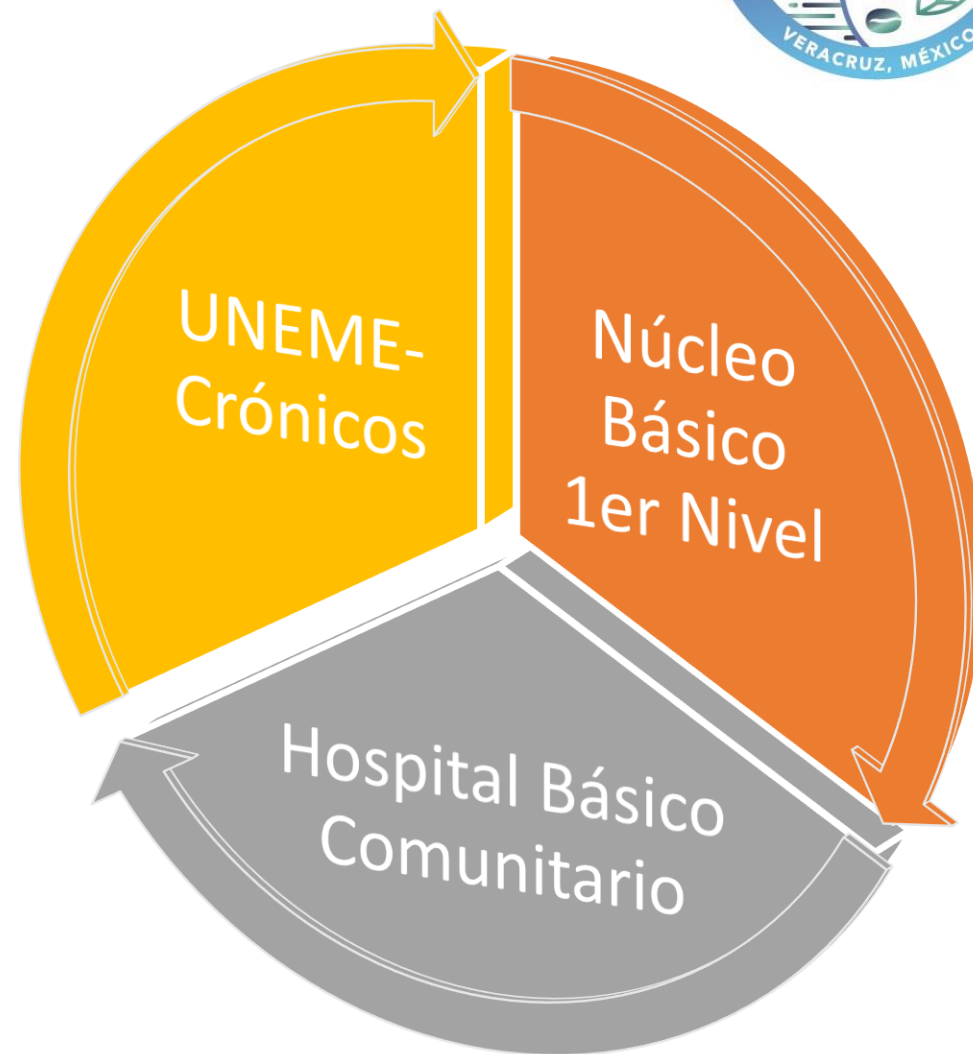 VERACRUZ, MÉXICO
UNEME-
Crónicos
Núcleo
Básico
1er Nivel
Hospital Básico
Comunitario